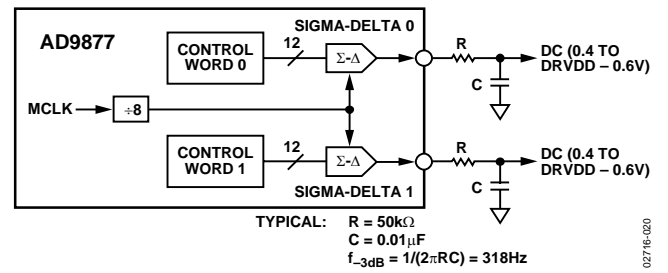 AD9877
CONTROL
WORD 0
12
SIGMA-DELTA 0
Σ-Δ
R
C
DC (0.4 TO
DRVDD – 0.6V)
MCLK
÷8
CONTROL
WORD 1
12
Σ-Δ
SIGMA-DELTA 1
R
C
DC (0.4 TO
DRVDD – 0.6V)
TYPICAL: R = 50kΩ
C = 0.01μF
f–3dB = 1/(2πRC) = 318Hz
02716-020